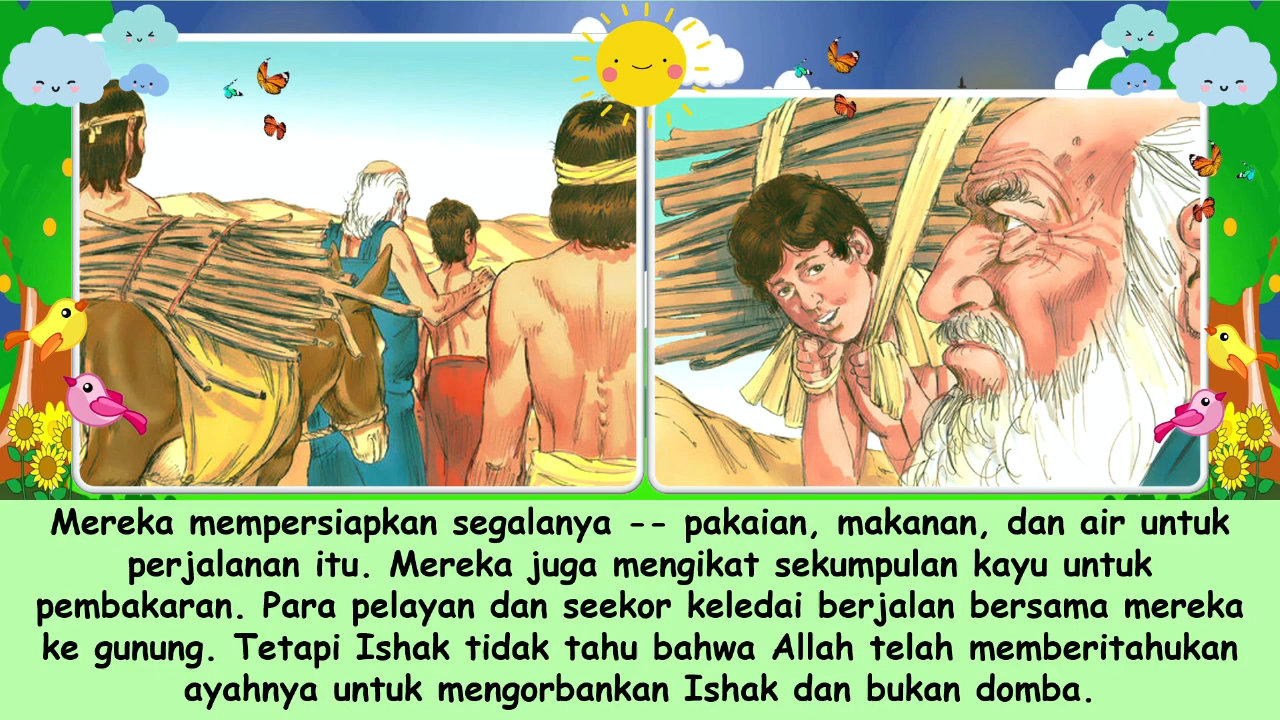 Mereka mempersiapkan segalanya -- pakaian, makanan, dan air untuk
perjalanan itu. Mereka juga mengikat sekumpulan kayu untuk
pembakaran. Para pelayan dan seekor keledai berjalan bersama mereka
ke gunung. Tetapi Ishak tidak tahu bahwa Allah telah memberitahukan
ayahnya untuk mengorbankan Ishak dan bukan domba.